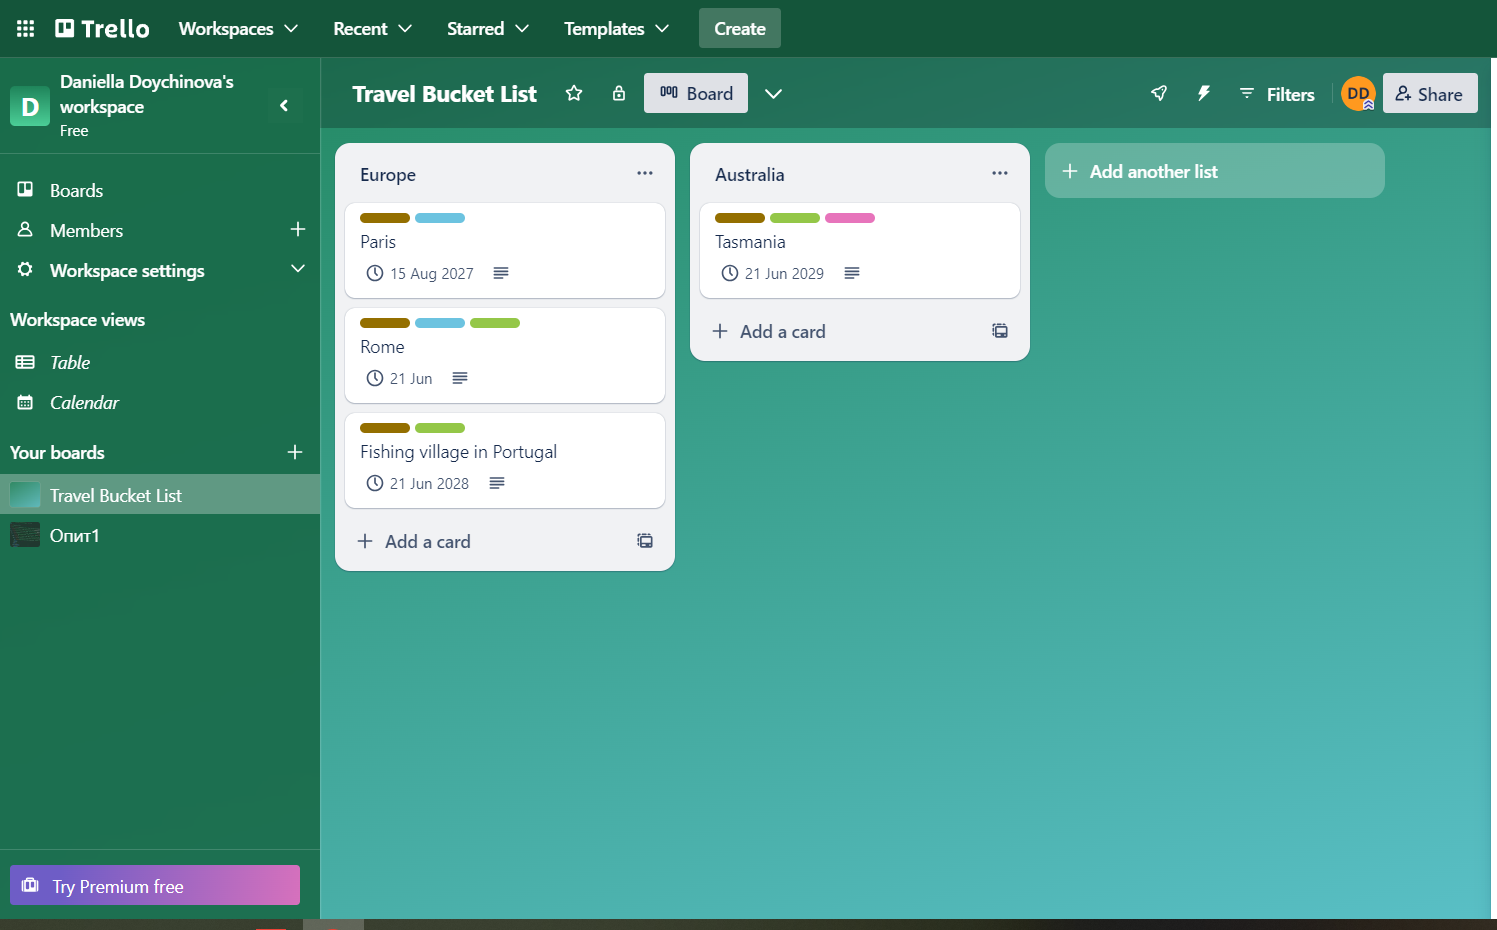 Trello
Workspaces
Recent
Starred
Templates
Create
D
Daniella Doychinova's
workspace
Free
Boards
Members
Workspace settings
Workspace views
Table
Calendar
Your boards
Travel Bucket List
Опит1
Try Premium free
Travel Bucket List
Board
Filters
DD
Share
Europe
Paris
15 Aug 2027
Rome
21 Jun
Fishing village in Portugal
21 Jun 2028
Add a card
Australia
Tasmania
21 Jun 2029
Add a card
Add another list